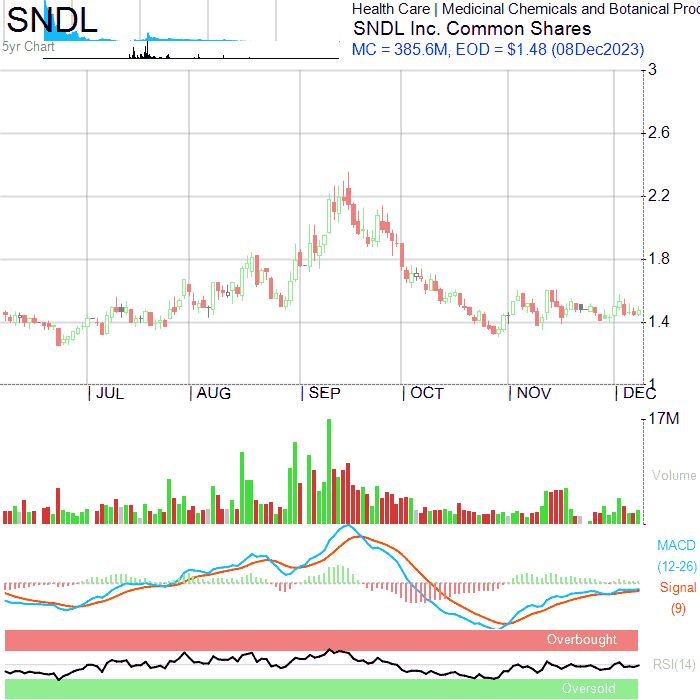 SNDL
5yr Chart
Health Care | Medicinal Chemicals and Botanical Proc
SNDL Inc. Common Shares
MC = 385.6M, EOD = $1.48 (08Dec2023)
3
2.6
2.2
1.8
1.4
1
JUL AUG SEP OCT NOV DEC
17M
Volume
MACD
(12-26)
Signal
(9)
Overbought
RSI(14)
Oversold